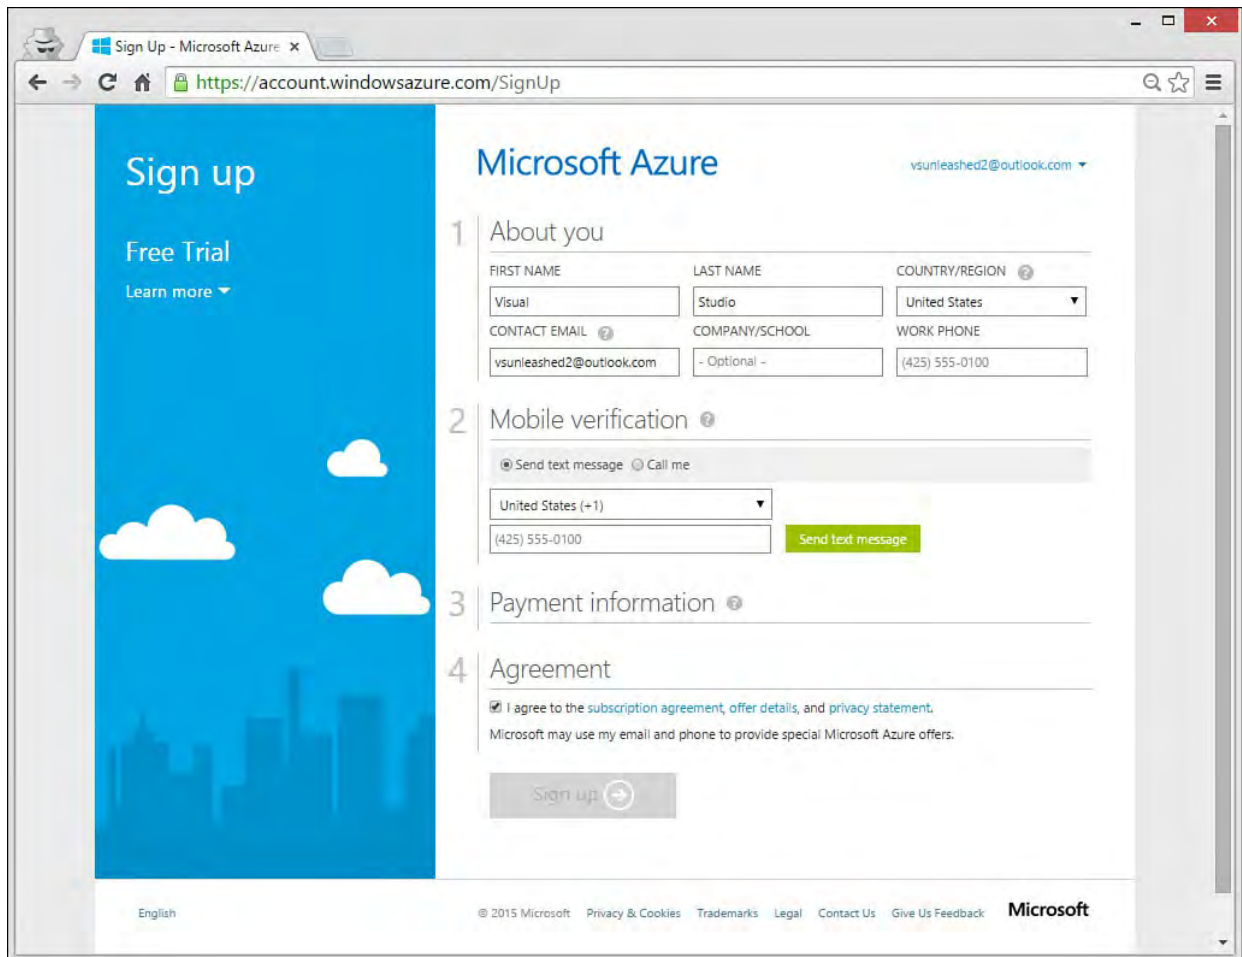 Sign Up - Microsoft Azure
https://account.windowsazure.com/SignUp
Sign up
Free Trial
Learn more
Microsoft Azure
vsunleashed2@outlook.com
1 About you
FIRST NAME LAST NAME COUNTRY/REGION ?
Visual Studio United States
CONTACT EMAIL ? COMPANY/SCHOOL WORK PHONE
vsunleashed2@outlook.com - Optional - (425) 555-0100
2 Mobile verification ?
Send text message Call me
United States (+1)
(425) 555-0100 Send text message
3 Payment information ?
4 Agreement
I agree to the subscription agreement, offer details, and privacy statement.
Microsoft may use my email and phone to provide special Microsoft Azure offers.
Sign up
English © 2015 Microsoft Privacy & Cookies Trademarks Legal Contact Us Give Us Feedback Microsoft